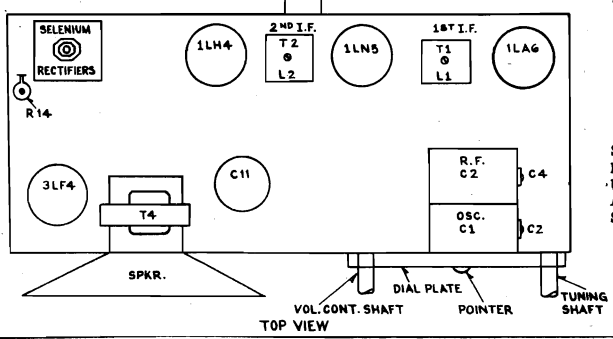 2ND I.F.
1ST I.F.
SELENIUM
RECTIFIERS
1LH4
T2
L2
1LN5
T1
L1
1LA6
R14
3LF4
T4
C11
R.F.
C2
C4
OSC.
C1
C2
SPKR.
VOL. CONT. SHAFT
DIAL PLATE
POINTER
TUNING
SHAFT
TOP VIEW